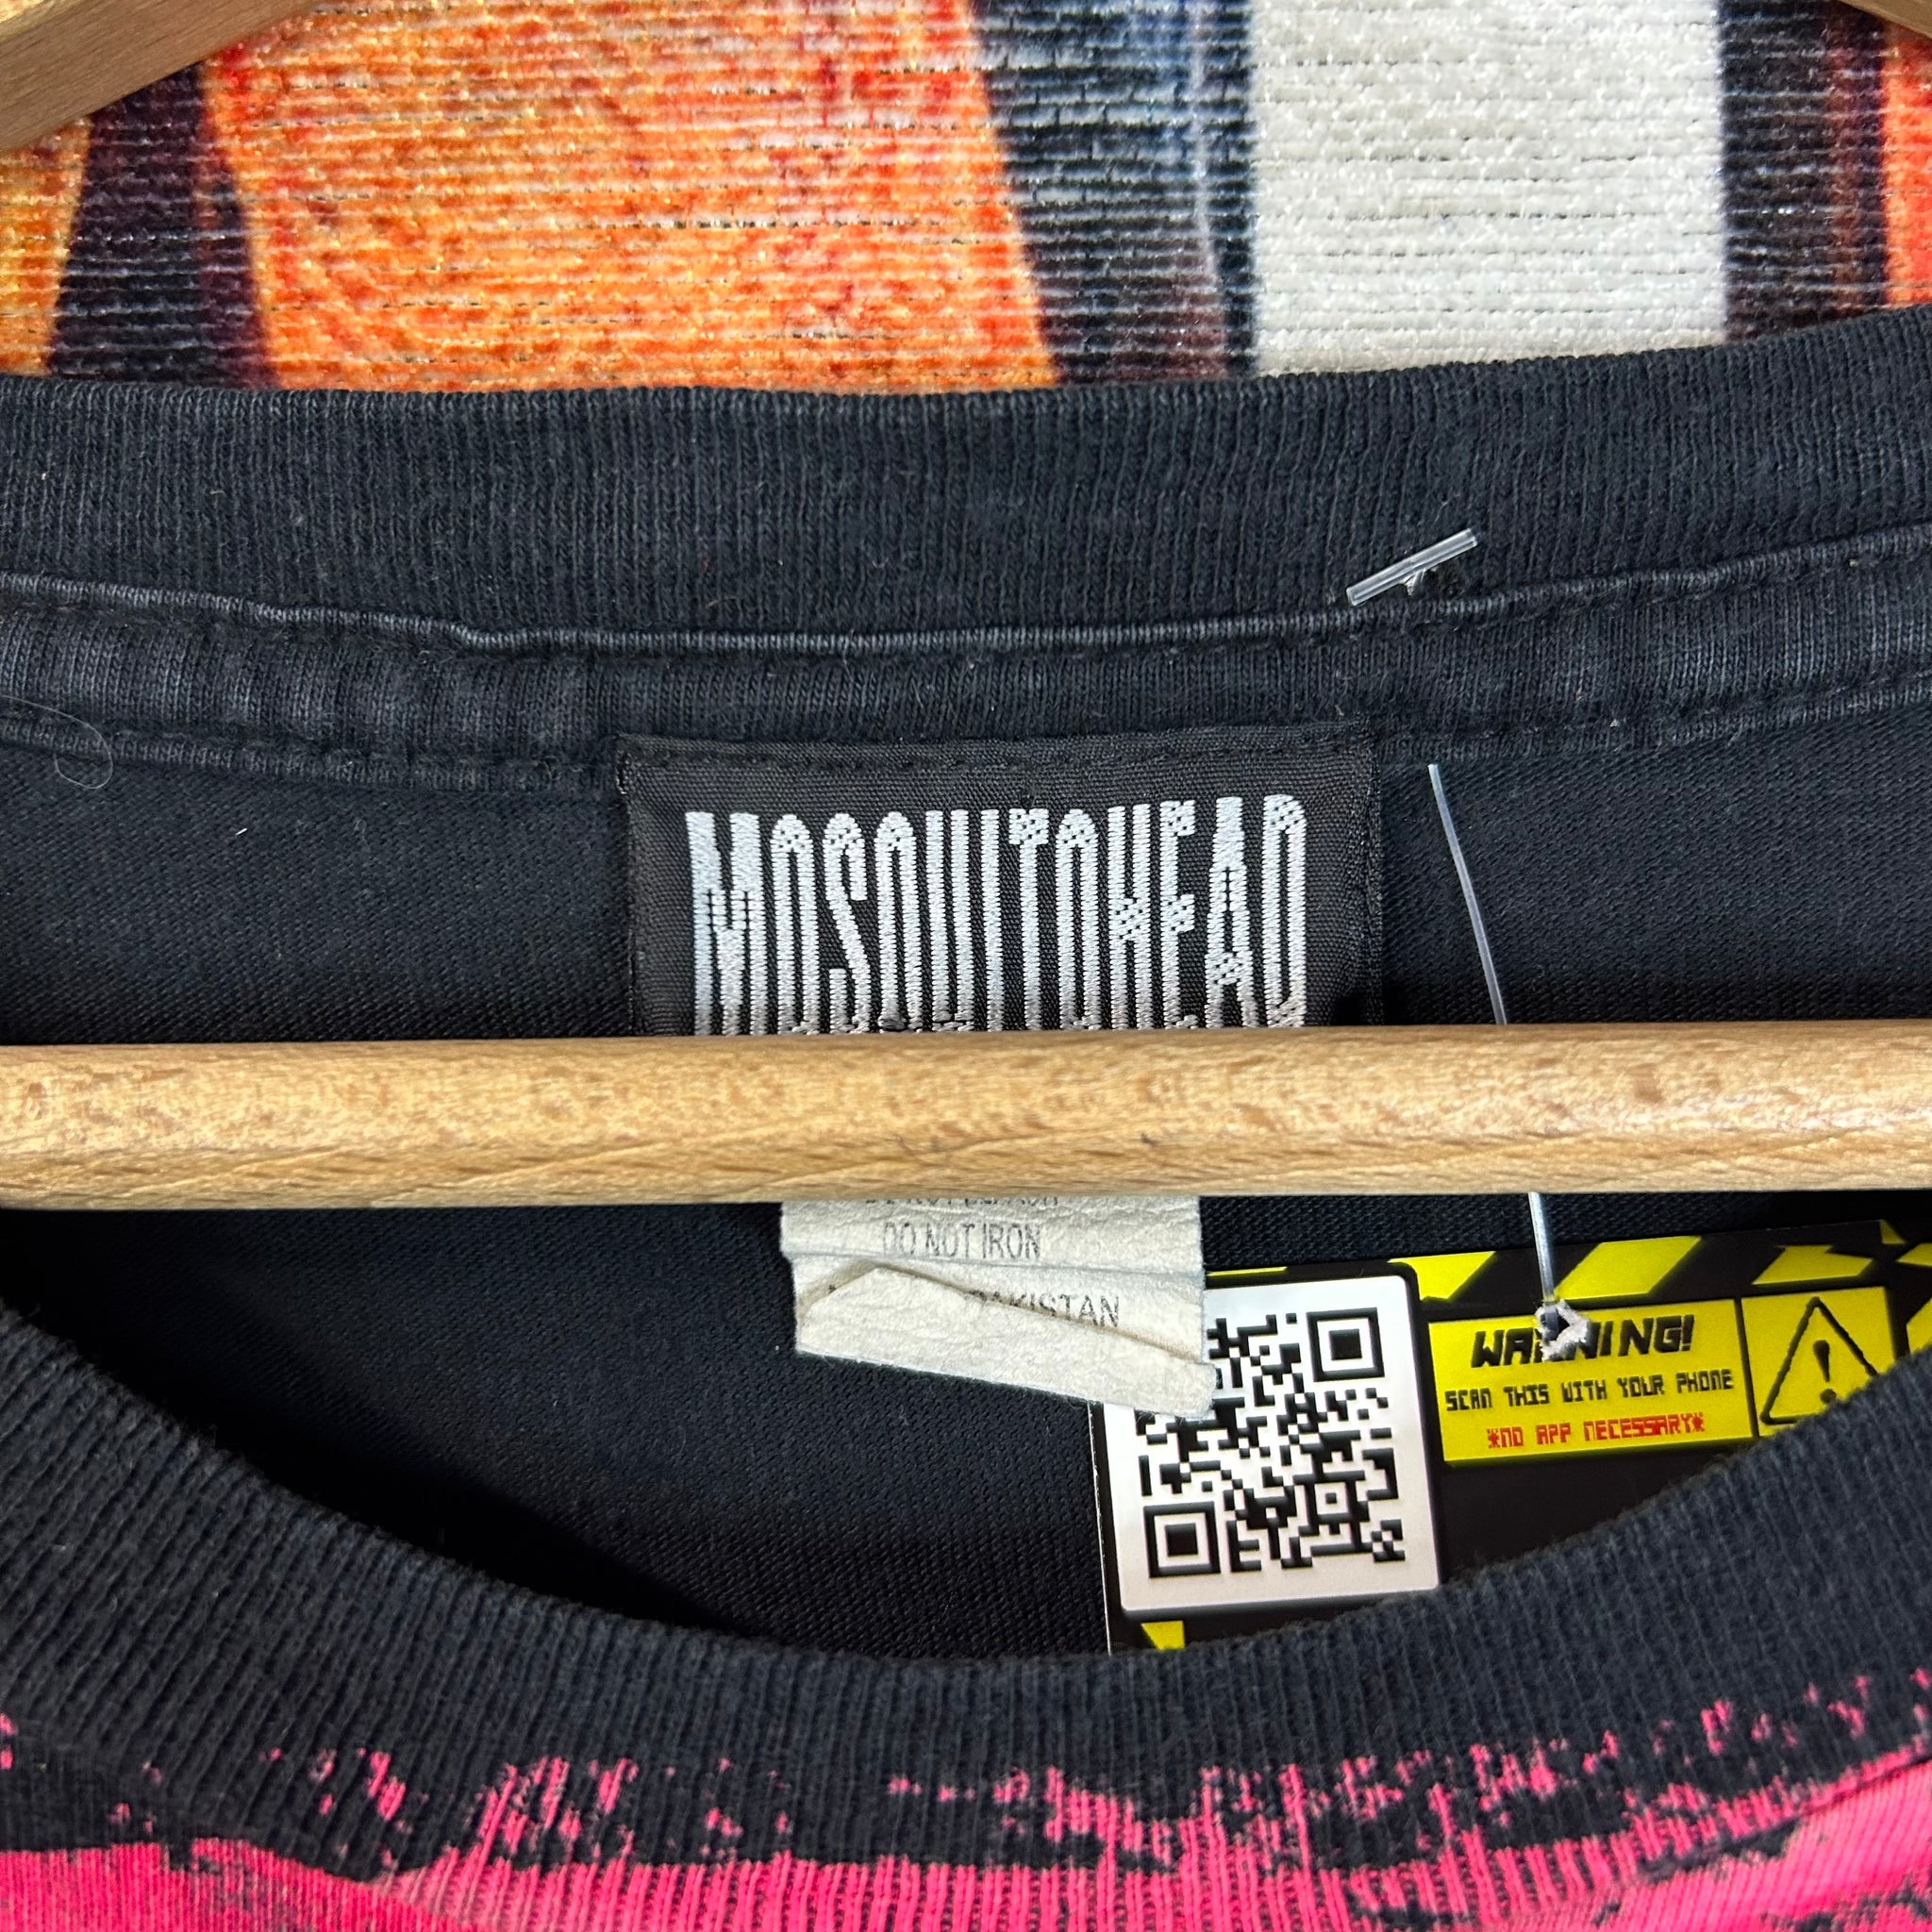 MOSQUITOHEAD
DO NOT IRON
PAKISTAN
WARNING!
SCAN THIS WITH YOUR PHONE
*NO APP NECESSARY*